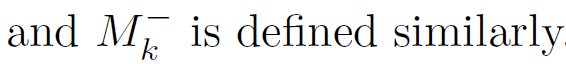 and $M_k^-$ is defined similarly.